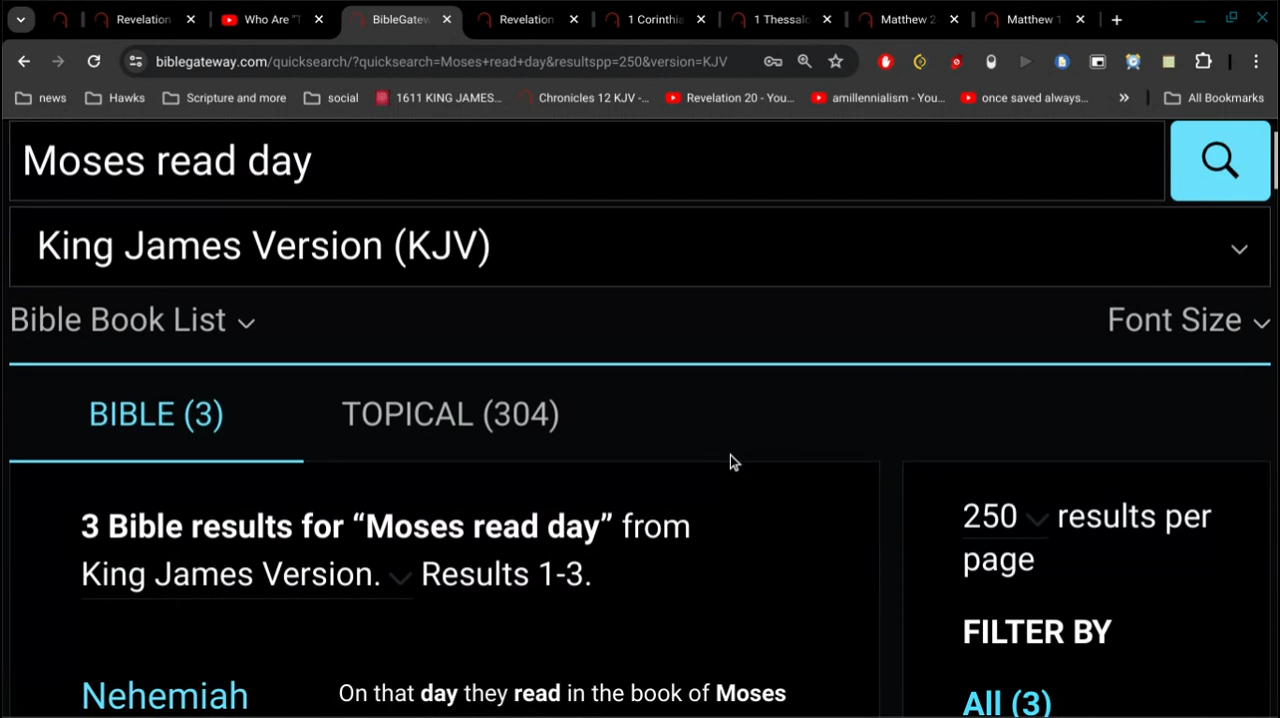 Revelation
Who Are "T
BibleGatew
Revelation
1 Corinthia
1 Thessalo
Matthew 2
Matthew 1
biblegateway.com/quicksearch/?quicksearch=Moses+read+day&resultspp=250&version=KJV
news
Hawks
Scripture and more
social
1611 KING JAMES...
Chronicles 12 KJV -...
Revelation 20 - You...
amillennialism - You...
once saved always...
»
All Bookmarks
Moses read day
King James Version (KJV)
Bible Book List
Font Size
BIBLE (3)
TOPICAL (304)
3 Bible results for “Moses read day” from
King James Version. Results 1-3.
250 results per
page
FILTER BY
All (3)
Nehemiah
On that day they read in the book of Moses